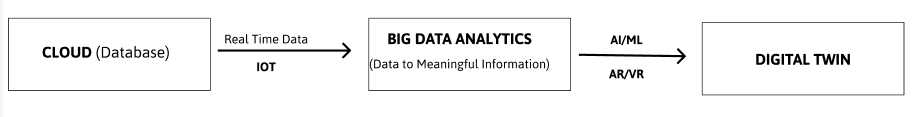 CLOUD (Database)
Real Time Data
IOT
BIG DATA ANALYTICS
(Data to Meaningful Information)
AI/ML
AR/VR
DIGITAL TWIN